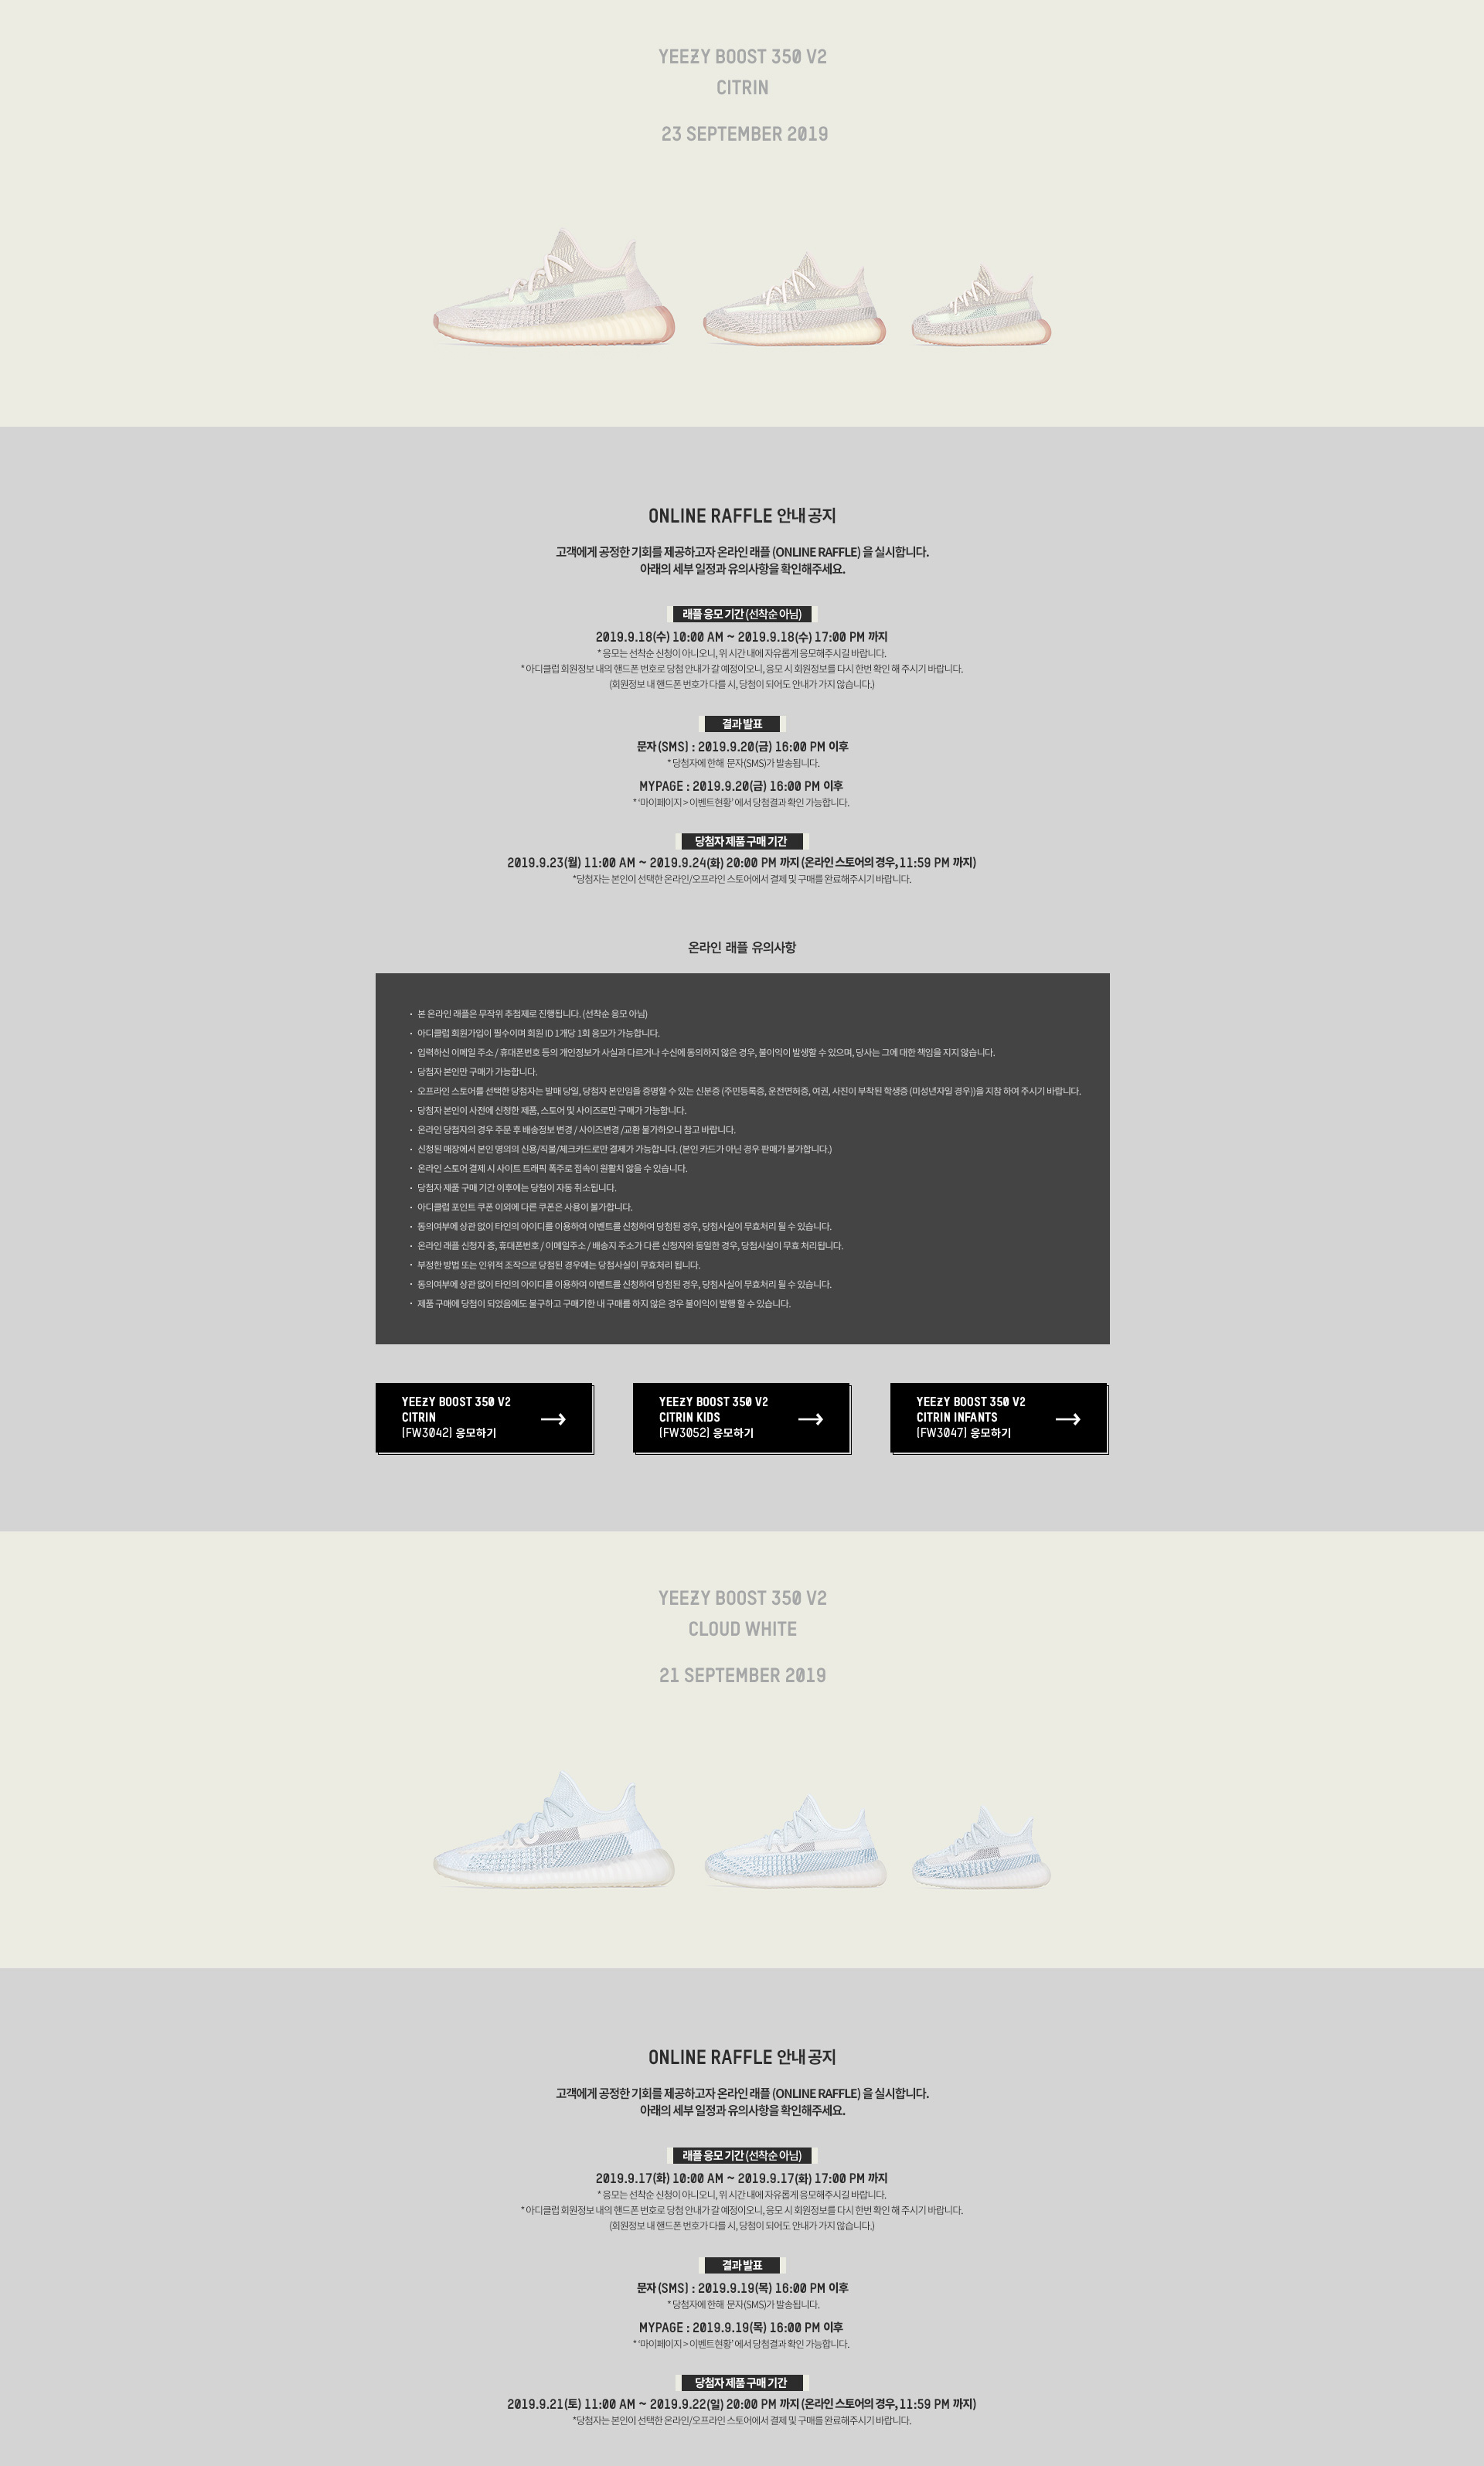 YEEZY BOOST 350 V2
CITRIN
23 SEPTEMBER 2019
ONLINE RAFFLE 안내 공지
고객에게 공정한 기회를 제공하고자 온라인 래플 (ONLINE RAFFLE) 을 실시합니다.
아래의 세부 일정과 유의사항을 확인해주세요.
래플 응모 기간 (선착순 아님)
2019.9.18(수) 10:00 AM ~ 2019.9.18(수) 17:00 PM 까지
* 응모는 선착순 신청이 아니오니, 위 시간 내에 자유롭게 응모해주시길 바랍니다.
* 아디클럽 회원정보 내의 핸드폰 번호로 당첨 안내가 갈 예정이오니, 응모 시 회원정보를 다시 한번 확인 해 주시기 바랍니다.
(회원정보 내 핸드폰 번호가 다를 시, 당첨이 되어도 안내가 가지 않습니다.)
결과 발표
문자 (SMS) : 2019.9.20(금) 16:00 PM 이후
* 당첨자에 한해 문자(SMS)가 발송됩니다.
MYPAGE : 2019.9.20(금) 16:00 PM 이후
* '마이페이지 > 이벤트현황' 에서 당첨결과 확인 가능합니다.
당첨자 제품 구매 기간
2019.9.23(월) 11:00 AM ~ 2019.9.24(화) 20:00 PM 까지 (온라인 스토어의 경우, 11:59 PM 까지)
*당첨자는 본인이 선택한 온라인/오프라인 스토어에서 결제 및 구매를 완료해주시기 바랍니다.
온라인 래플 유의사항
· 본 온라인 래플은 무작위 추첨제로 진행됩니다. (선착순 응모 아님)
· 아디클럽 회원가입이 필수이며 회원 ID 1개당 1회 응모가 가능합니다.
· 입력하신 이메일 주소 / 휴대폰번호 등의 개인정보가 사실과 다르거나 수신에 동의하지 않은 경우, 불이익이 발생할 수 있으며, 당사는 그에 대한 책임을 지지 않습니다.
· 당첨자 본인만 구매가 가능합니다.
· 오프라인 스토어를 선택한 당첨자는 발매 당일, 당첨자 본인임을 증명할 수 있는 신분증 (주민등록증, 운전면허증, 여권, 사진이 부착된 학생증 (미성년자일 경우))을 지참 하여 주시기 바랍니다.
· 당첨자 본인이 사전에 신청한 제품, 스토어 및 사이즈로만 구매가 가능합니다.
· 온라인 당첨자의 경우 주문 후 배송정보 변경 / 사이즈변경 /교환 불가하오니 참고 바랍니다.
· 신청된 매장에서 본인 명의의 신용/직불/체크카드로만 결제가 가능합니다. (본인 카드가 아닌 경우 판매가 불가합니다.)
· 온라인 스토어 결제 시 사이트 트래픽 폭주로 접속이 원활치 않을 수 있습니다.
· 당첨자 제품 구매 기간 이후에는 당첨이 자동 취소됩니다.
· 아디클럽 포인트 쿠폰 이외에 다른 쿠폰은 사용이 불가합니다.
· 동의여부에 상관 없이 타인의 아이디를 이용하여 이벤트를 신청하여 당첨된 경우, 당첨사실이 무효처리 될 수 있습니다.
· 온라인 래플 신청자 중, 휴대폰번호 / 이메일주소 / 배송지 주소가 다른 신청자와 동일한 경우, 당첨사실이 무효 처리됩니다.
· 부정한 방법 또는 인위적 조작으로 당첨된 경우에는 당첨사실이 무효처리 됩니다.
· 동의여부에 상관 없이 타인의 아이디를 이용하여 이벤트를 신청하여 당첨된 경우, 당첨사실이 무효처리 될 수 있습니다.
· 제품 구매에 당첨이 되었음에도 불구하고 구매기한 내 구매를 하지 않은 경우 불이익이 발행 할 수 있습니다.
YEEZY BOOST 350 V2
CITRIN
(FW3042) 응모하기
YEEZY BOOST 350 V2
CITRIN KIDS
(FW3052) 응모하기
YEEZY BOOST 350 V2
CITRIN INFANTS
(FW3047) 응모하기
YEEZY BOOST 350 V2
CLOUD WHITE
21 SEPTEMBER 2019
ONLINE RAFFLE 안내 공지
고객에게 공정한 기회를 제공하고자 온라인 래플 (ONLINE RAFFLE) 을 실시합니다.
아래의 세부 일정과 유의사항을 확인해주세요.
래플 응모 기간 (선착순 아님)
2019.9.17(화) 10:00 AM ~ 2019.9.17(화) 17:00 PM 까지
* 응모는 선착순 신청이 아니오니, 위 시간 내에 자유롭게 응모해주시길 바랍니다.
* 아디클럽 회원정보 내의 핸드폰 번호로 당첨 안내가 갈 예정이오니, 응모 시 회원정보를 다시 한번 확인 해 주시기 바랍니다.
(회원정보 내 핸드폰 번호가 다를 시, 당첨이 되어도 안내가 가지 않습니다.)
결과 발표
문자 (SMS) : 2019.9.19(목) 16:00 PM 이후
* 당첨자에 한해 문자(SMS)가 발송됩니다.
MYPAGE : 2019.9.19(목) 16:00 PM 이후
* '마이페이지 > 이벤트현황' 에서 당첨결과 확인 가능합니다.
당첨자 제품 구매 기간
2019.9.21(토) 11:00 AM ~ 2019.9.22(일) 20:00 PM 까지 (온라인 스토어의 경우, 11:59 PM 까지)
*당첨자는 본인이 선택한 온라인/오프라인 스토어에서 결제 및 구매를 완료해주시기 바랍니다.